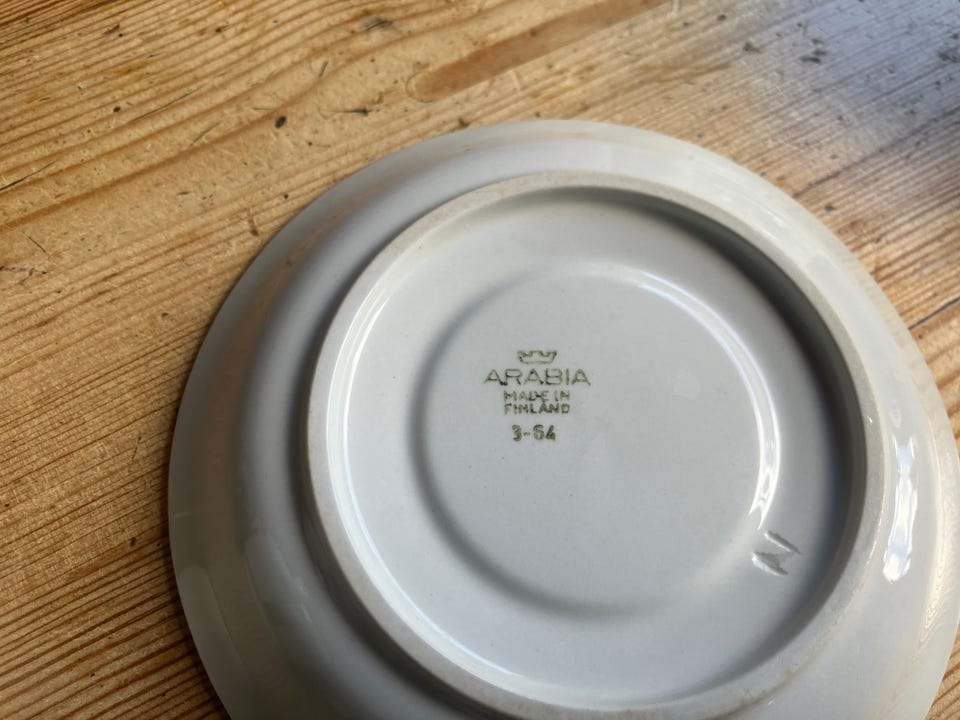 ARABIA
MADE IN
FINLAND
3-64